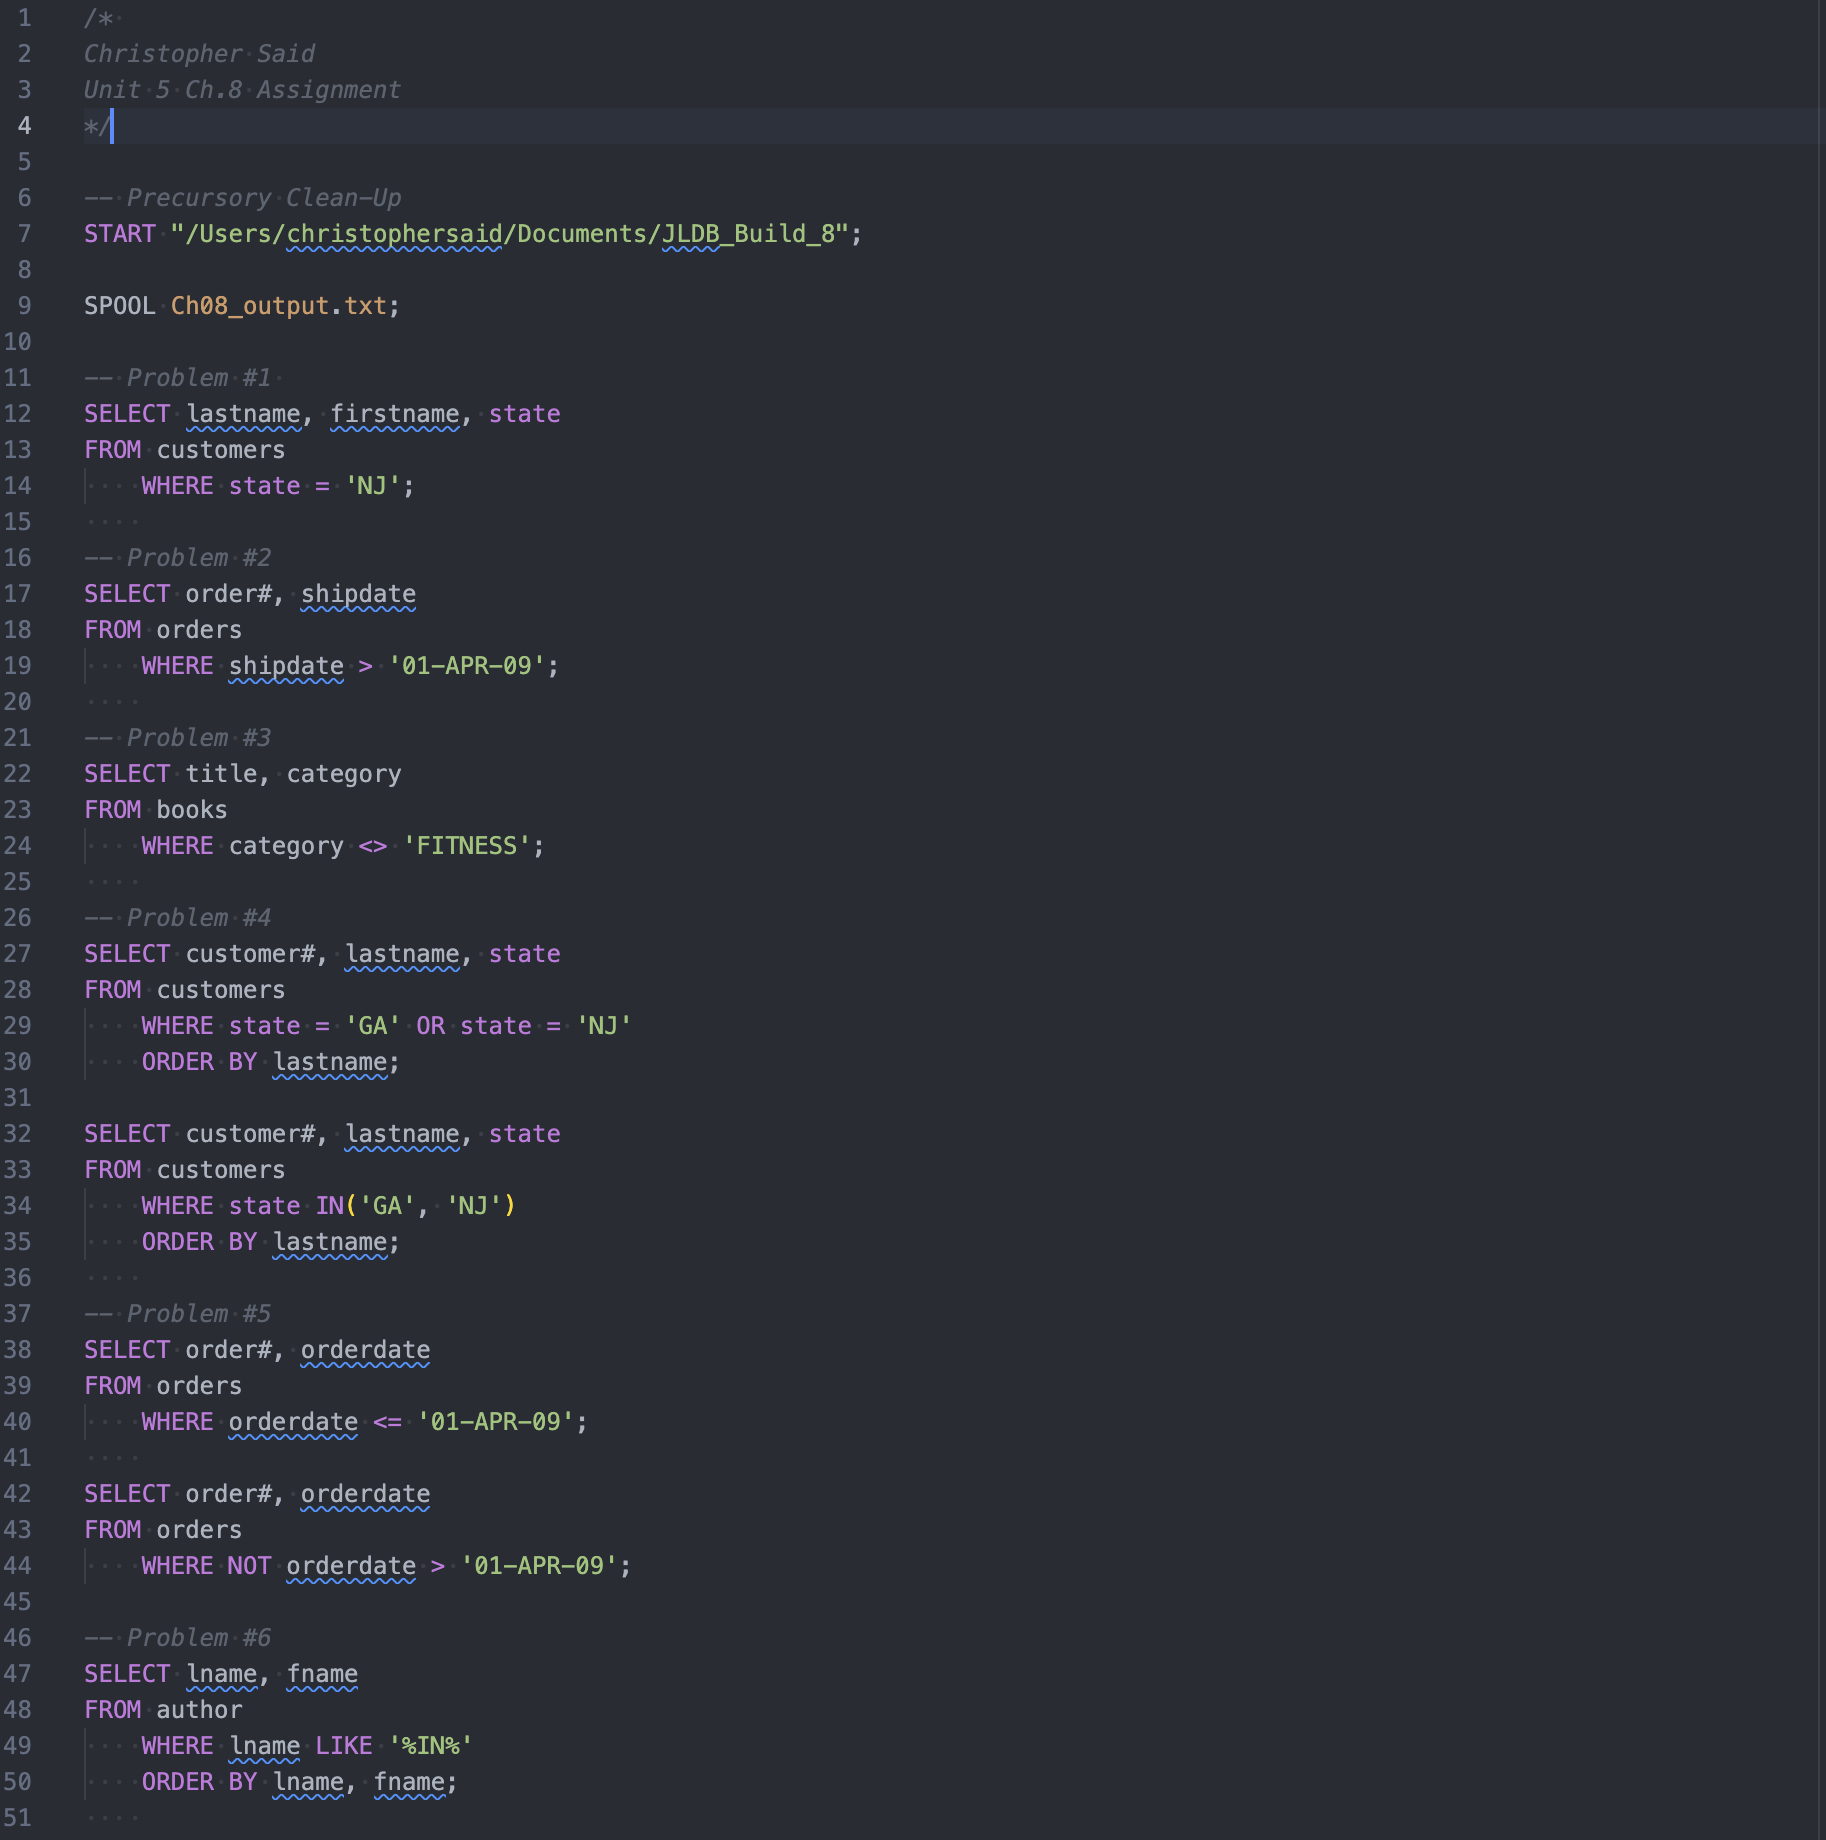 1 /*
2 Christopher Said
3 Unit 5 Ch.8 Assignment
4 */
5
6 -- Precursory Clean-Up
7 START "/Users/christophersaid/Documents/JLDB_Build_8";
8
9 SPOOL Ch08_output.txt;
10
11 -- Problem #1
12 SELECT lastname, firstname, state
13 FROM customers
14     WHERE state = 'NJ';
15
16 -- Problem #2
17 SELECT order#, shipdate
18 FROM orders
19     WHERE shipdate > '01-APR-09';
20
21 -- Problem #3
22 SELECT title, category
23 FROM books
24     WHERE category <> 'FITNESS';
25
26 -- Problem #4
27 SELECT customer#, lastname, state
28 FROM customers
29     WHERE state = 'GA' OR state = 'NJ'
30     ORDER BY lastname;
31
32 SELECT customer#, lastname, state
33 FROM customers
34     WHERE state IN('GA', 'NJ')
35     ORDER BY lastname;
36
37 -- Problem #5
38 SELECT order#, orderdate
39 FROM orders
40     WHERE orderdate <= '01-APR-09';
41
42 SELECT order#, orderdate
43 FROM orders
44     WHERE NOT orderdate > '01-APR-09';
45
46 -- Problem #6
47 SELECT lname, fname
48 FROM author
49     WHERE lname LIKE '%IN%'
50     ORDER BY lname, fname;
51